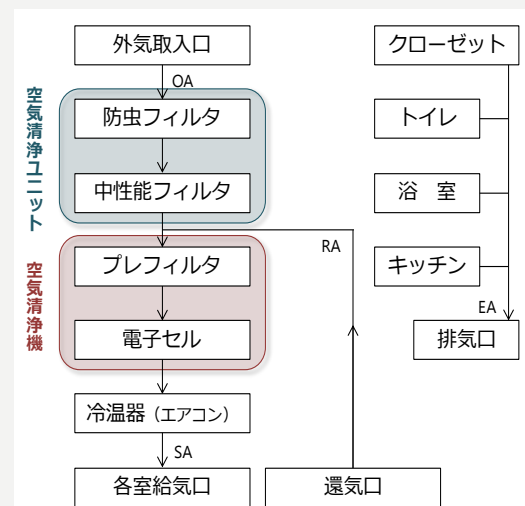 外気取入口
OA
空気清浄ユニット
防虫フィルタ
中性能フィルタ
RA
空気清浄機
プレフィルタ
電子セル
冷温器（エアコン）
SA
各室給気口
還気口
クローゼット
トイレ
浴　室
キッチン
EA
排気口